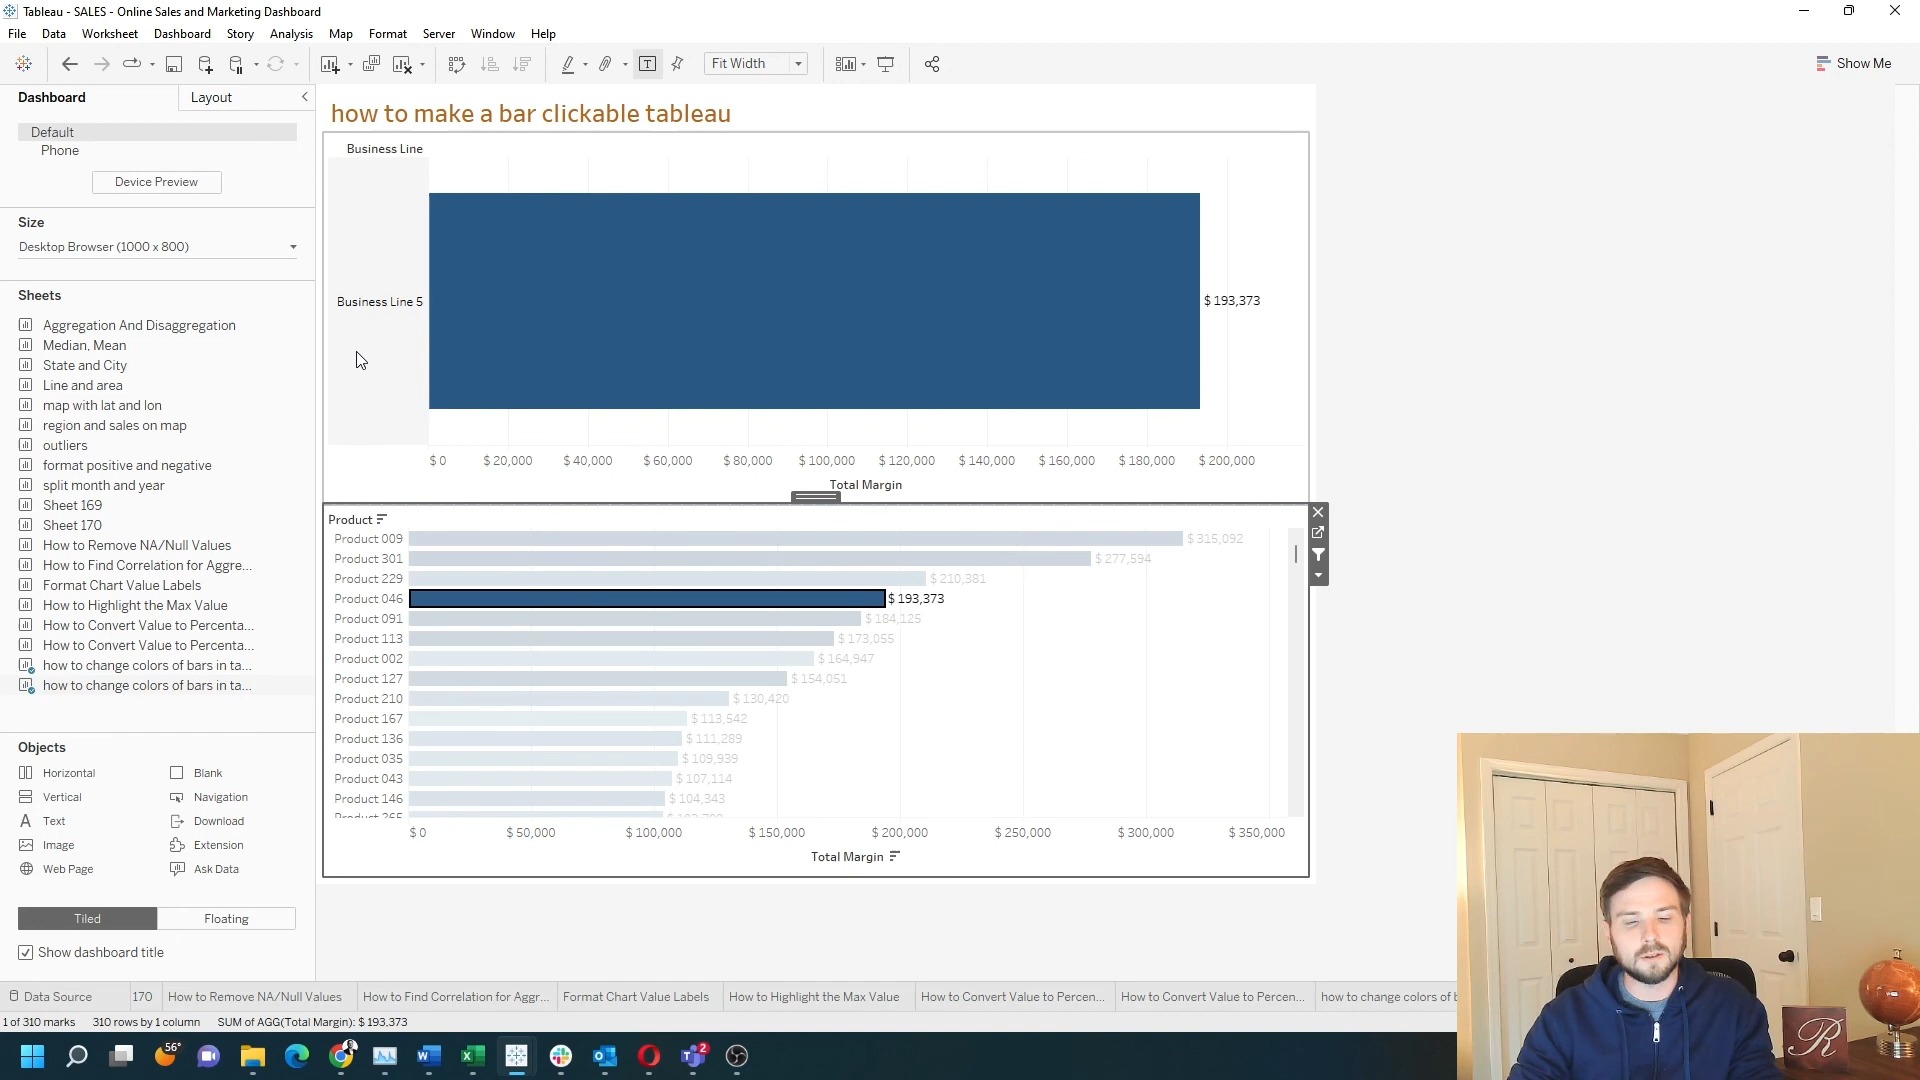 Tableau - SALES - Online Sales and Marketing Dashboard
File Data Worksheet Dashboard Story Analysis Map Format Server Window Help
Fit Width
Show Me
Dashboard
Layout
Default
Phone
Device Preview
Size
Desktop Browser (1000 x 800)
Sheets
Aggregation And Disaggregation
Median, Mean
State and City
Line and area
map with lat and lon
region and sales on map
outliers
format positive and negative
split month and year
Sheet 169
Sheet 170
How to Remove NA/Null Values
How to Find Correlation for Aggre...
Format Chart Value Labels
How to Highlight the Max Value
How to Convert Value to Percenta...
How to Convert Value to Percenta...
how to change colors of bars in ta...
how to change colors of bars in ta...
Objects
Horizontal Blank
Vertical Navigation
Text Download
Image Extension
Web Page Ask Data
Tiled Floating
Show dashboard title
how to make a bar clickable tableau
Business Line
Business Line 5 $ 193,373
$ 0 $ 20,000 $ 40,000 $ 60,000 $ 80,000 $ 100,000 $ 120,000 $ 140,000 $ 160,000 $ 180,000 $ 200,000
Total Margin
Product
Product 009 $ 315,092
Product 301 $ 277,594
Product 229 $ 210,381
Product 046 $ 193,373
Product 091 $ 184,125
Product 113 $ 173,055
Product 002 $ 164,947
Product 127 $ 154,051
Product 210 $ 130,420
Product 167 $ 113,542
Product 136 $ 111,289
Product 035 $ 109,939
Product 043 $ 107,114
Product 146 $ 104,343
Product 265
$ 0 $ 50,000 $ 100,000 $ 150,000 $ 200,000 $ 250,000 $ 300,000 $ 350,000
Total Margin
Data Source 170 How to Remove NA/Null Values How to Find Correlation for Aggr... Format Chart Value Labels How to Highlight the Max Value How to Convert Value to Percen... How to Convert Value to Percen... how to change colors of b
1 of 310 marks 310 rows by 1 column SUM of AGG(Total Margin): $ 193,373
56°
2
R